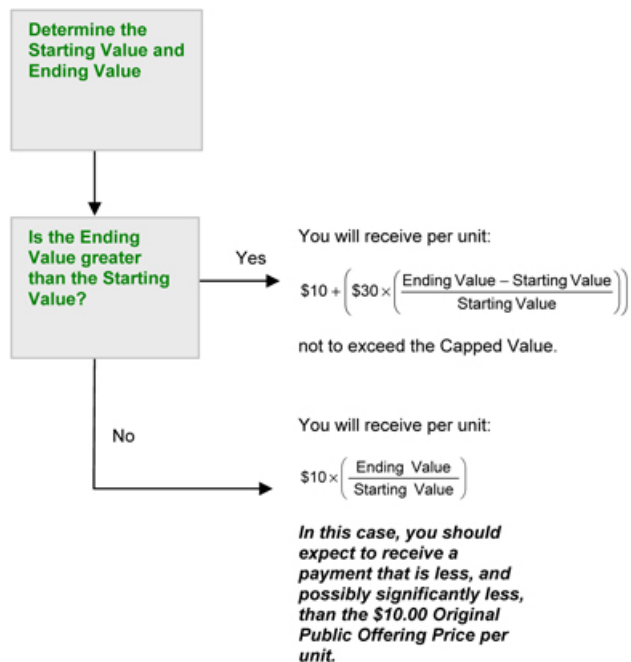 Determine the
Starting Value and
Ending Value
Is the Ending
Value greater
than the Starting
Value?
Yes
You will receive per unit:
$10 + ($30 × (Ending Value – Starting Value / Starting Value))
not to exceed the Capped Value.
No
You will receive per unit:
$10 × (Ending Value / Starting Value)
In this case, you should
expect to receive a
payment that is less, and
possibly significantly less,
than the $10.00 Original
Public Offering Price per
unit.